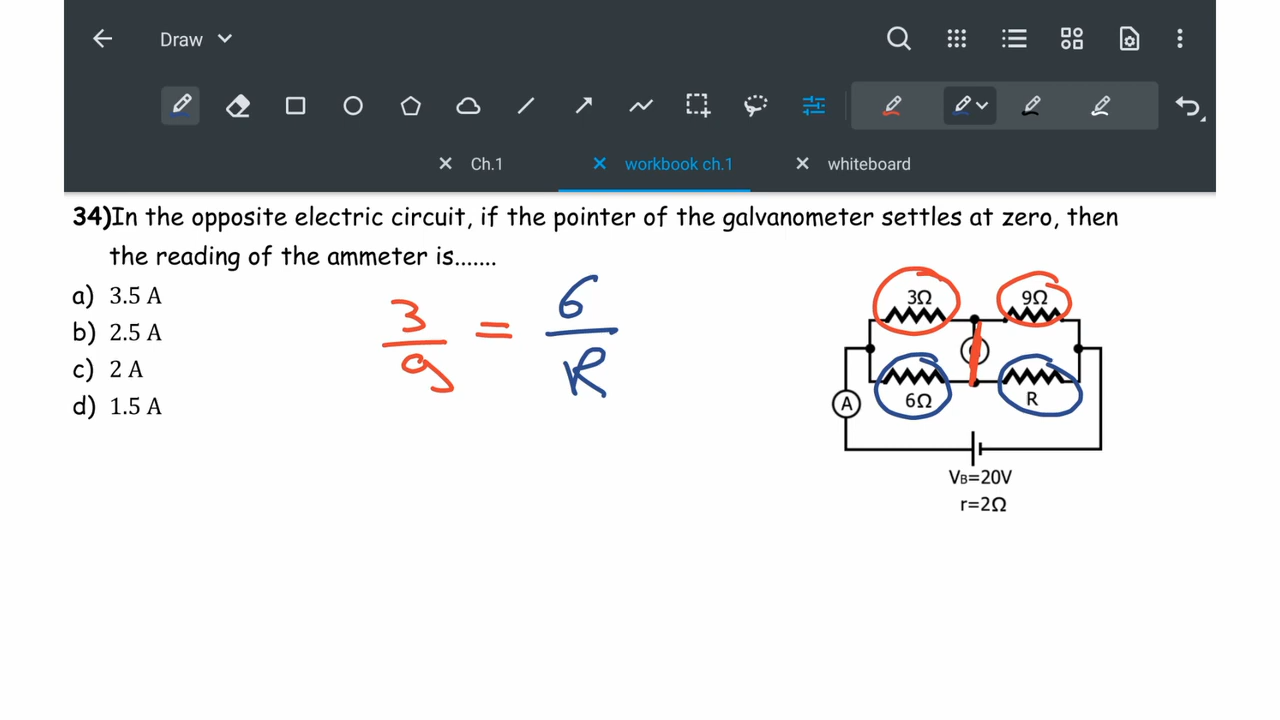 Draw
Ch.1
workbook ch.1
whiteboard
34)In the opposite electric circuit, if the pointer of the galvanometer settles at zero, then
the reading of the ammeter is.......
a) 3.5 A
b) 2.5 A
c) 2 A
d) 1.5 A
3/9 = 6/R
3Ω
9Ω
6Ω
R
A
VB=20V
r=2Ω